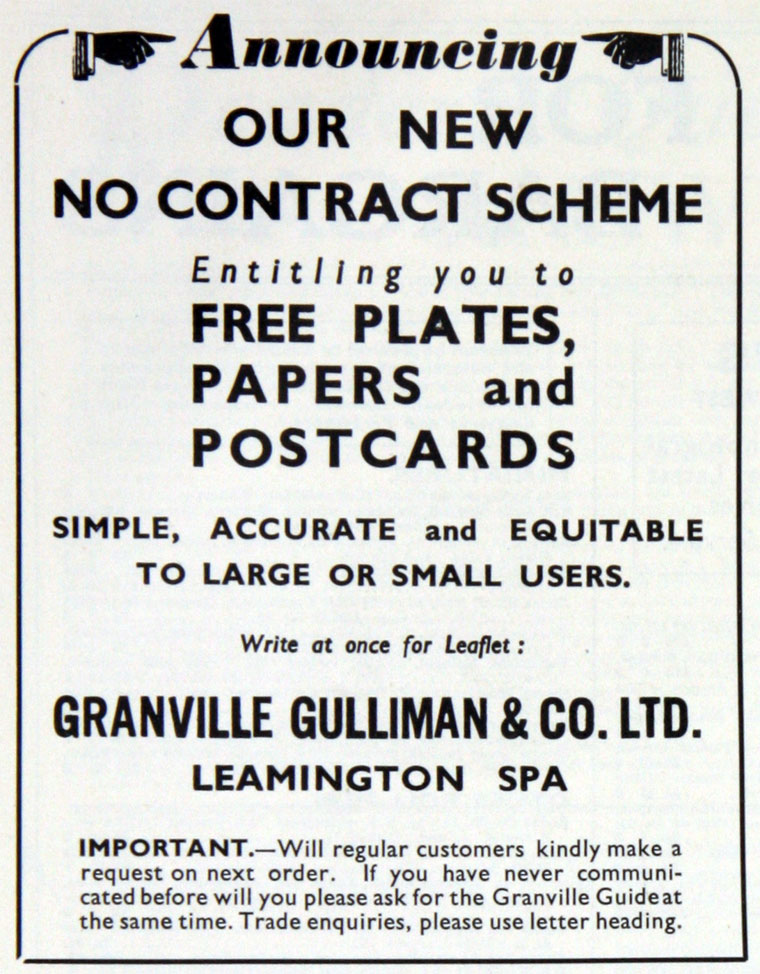 Announcing
OUR NEW
NO CONTRACT SCHEME
Entitling you to
FREE PLATES,
PAPERS and
POSTCARDS
SIMPLE, ACCURATE and EQUITABLE
TO LARGE OR SMALL USERS.
Write at once for Leaflet :
GRANVILLE GULLIMAN & CO. LTD.
LEAMINGTON SPA
IMPORTANT.—Will regular customers kindly make a
request on next order. If you have never communi-
cated before will you please ask for the Granville Guide at
the same time. Trade enquiries, please use letter heading.